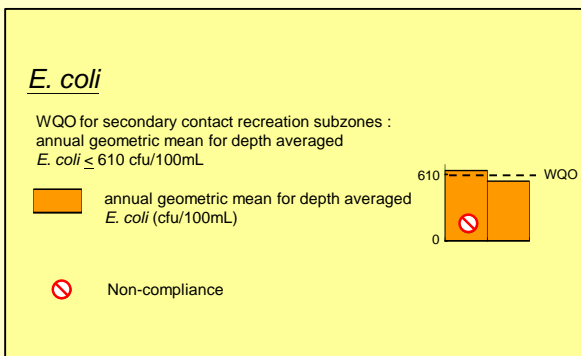 E. coli
WQO for secondary contact recreation subzones :
annual geometric mean for depth averaged
E. coli < 610 cfu/100mL
annual geometric mean for depth averaged
E. coli (cfu/100mL)
610
WQO
0
Non-compliance